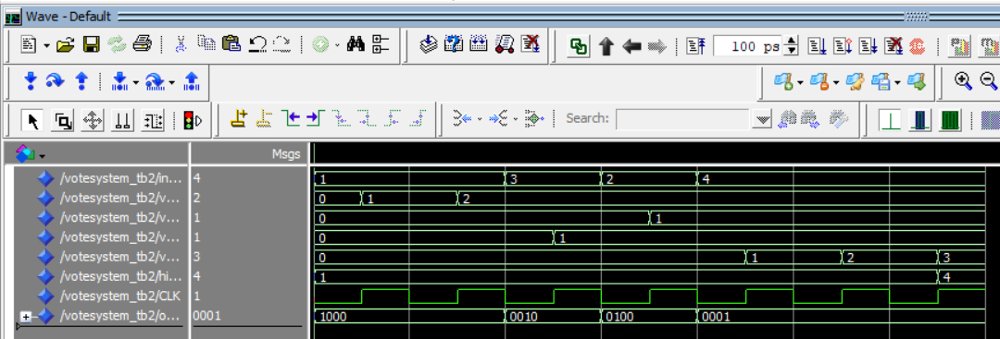 Wave - Default
100 ps
Search:
Msgs
/votesystem_tb2/in... 4 1 3 2 4
/votesystem_tb2/v... 2 0 1 2
/votesystem_tb2/v... 1 0 1
/votesystem_tb2/v... 1 0 1
/votesystem_tb2/v... 3 0 1 2 3
/votesystem_tb2/hi... 4 1 4
/votesystem_tb2/CLK 1
/votesystem_tb2/o... 0001 1000 0010 0100 0001